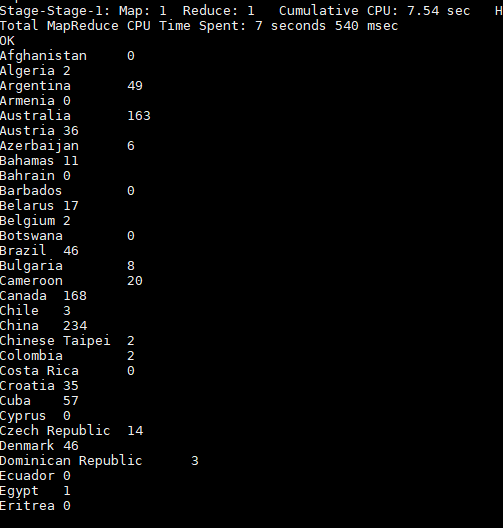 Stage-Stage-1: Map: 1  Reduce: 1   Cumulative CPU: 7.54 sec   H
Total MapReduce CPU Time Spent: 7 seconds 540 msec
OK
Afghanistan     0
Algeria 2
Argentina       49
Armenia 0
Australia       163
Austria 36
Azerbaijan      6
Bahamas 11
Bahrain 0
Barbados        0
Belarus 17
Belgium 2
Botswana        0
Brazil  46
Bulgaria        8
Cameroon        20
Canada  168
Chile   3
China   234
Chinese Taipei  2
Colombia        2
Costa Rica      0
Croatia 35
Cuba    57
Cyprus  0
Czech Republic  14
Denmark 46
Dominican Republic      3
Ecuador 0
Egypt   1
Eritrea 0